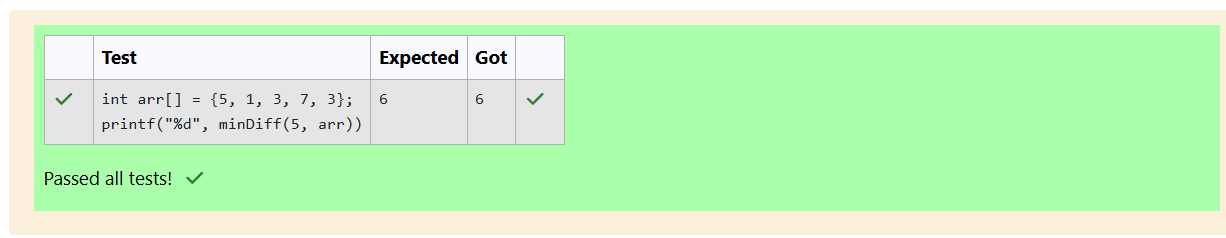 Test Expected Got
int arr[] = {5, 1, 3, 7, 3}; 6 6
printf("%d", minDiff(5, arr))
Passed all tests!